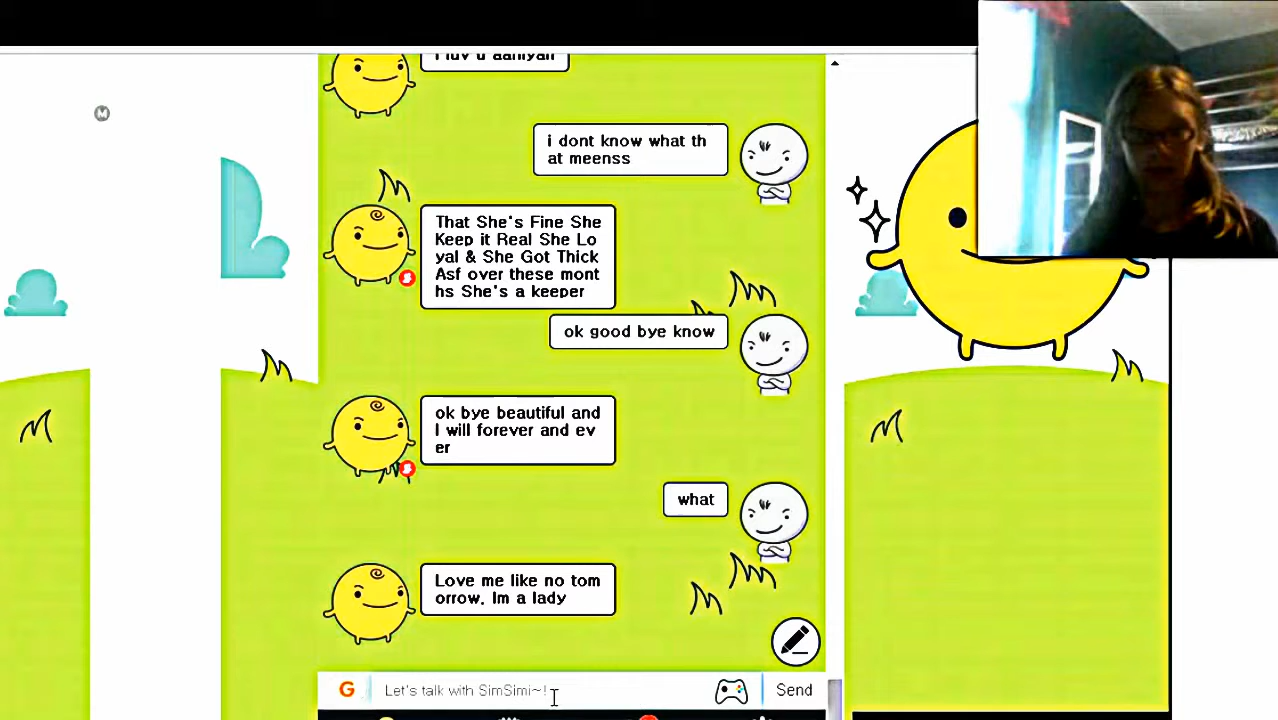 I luv u aaniyah
i dont know what th
at meenss
That She's Fine She
Keep it Real She Lo
yal & She Got Thick
Asf over these mont
hs She's a keeper
ok good bye know
ok bye beautiful and
I will forever and ev
er
what
Love me like no tom
orrow. Im a lady
G Let's talk with SimSimi~! Send
M